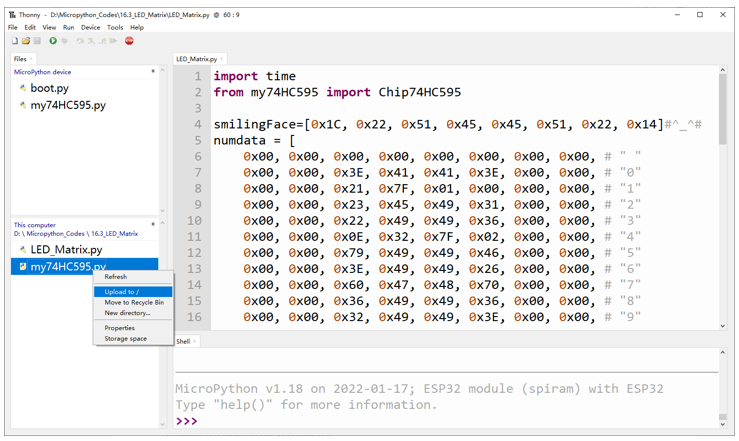 Thonny - D:\Micropython_Codes\16.3_LED_Matrix\LED_Matrix.py @ 60 : 9
File Edit View Run Device Tools Help
Files
MicroPython device
boot.py
my74HC595.py
This computer
D: \ Micropython_Codes \ 16.3_LED_Matrix
LED_Matrix.py
my74HC595.py
Refresh
Upload to /
Move to Recycle Bin
New directory...
Properties
Storage space
LED_Matrix.py
1 import time
2 from my74HC595 import Chip74HC595
3
4 smilingFace=[0x1C, 0x22, 0x51, 0x45, 0x45, 0x51, 0x22, 0x14]#^_^#
5 numdata = [
6 0x00, 0x00, 0x00, 0x00, 0x00, 0x00, 0x00, 0x00, # " "
7 0x00, 0x00, 0x3E, 0x41, 0x41, 0x3E, 0x00, 0x00, # "0"
8 0x00, 0x00, 0x21, 0x7F, 0x01, 0x00, 0x00, 0x00, # "1"
9 0x00, 0x00, 0x23, 0x45, 0x49, 0x31, 0x00, 0x00, # "2"
10 0x00, 0x00, 0x22, 0x49, 0x49, 0x36, 0x00, 0x00, # "3"
11 0x00, 0x00, 0x0E, 0x32, 0x7F, 0x02, 0x00, 0x00, # "4"
12 0x00, 0x00, 0x79, 0x49, 0x49, 0x46, 0x00, 0x00, # "5"
13 0x00, 0x00, 0x3E, 0x49, 0x49, 0x26, 0x00, 0x00, # "6"
14 0x00, 0x00, 0x60, 0x47, 0x48, 0x70, 0x00, 0x00, # "7"
15 0x00, 0x00, 0x36, 0x49, 0x49, 0x36, 0x00, 0x00, # "8"
16 0x00, 0x00, 0x32, 0x49, 0x49, 0x3E, 0x00, 0x00, # "9"
Shell
MicroPython v1.18 on 2022-01-17; ESP32 module (spiram) with ESP32
Type "help()" for more information.
>>>